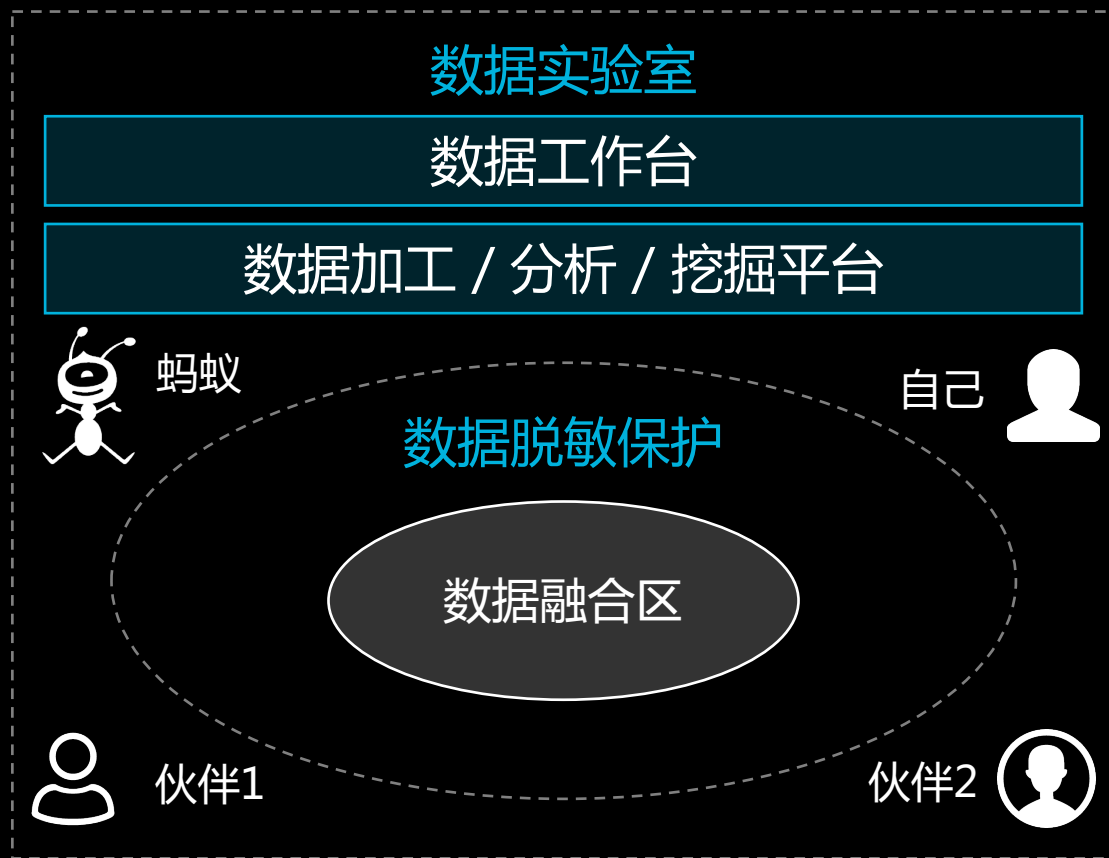 数据实验室
数据工作台
数据加工 / 分析 / 挖掘平台
蚂蚁
自己
数据脱敏保护
数据融合区
伙伴1
伙伴2